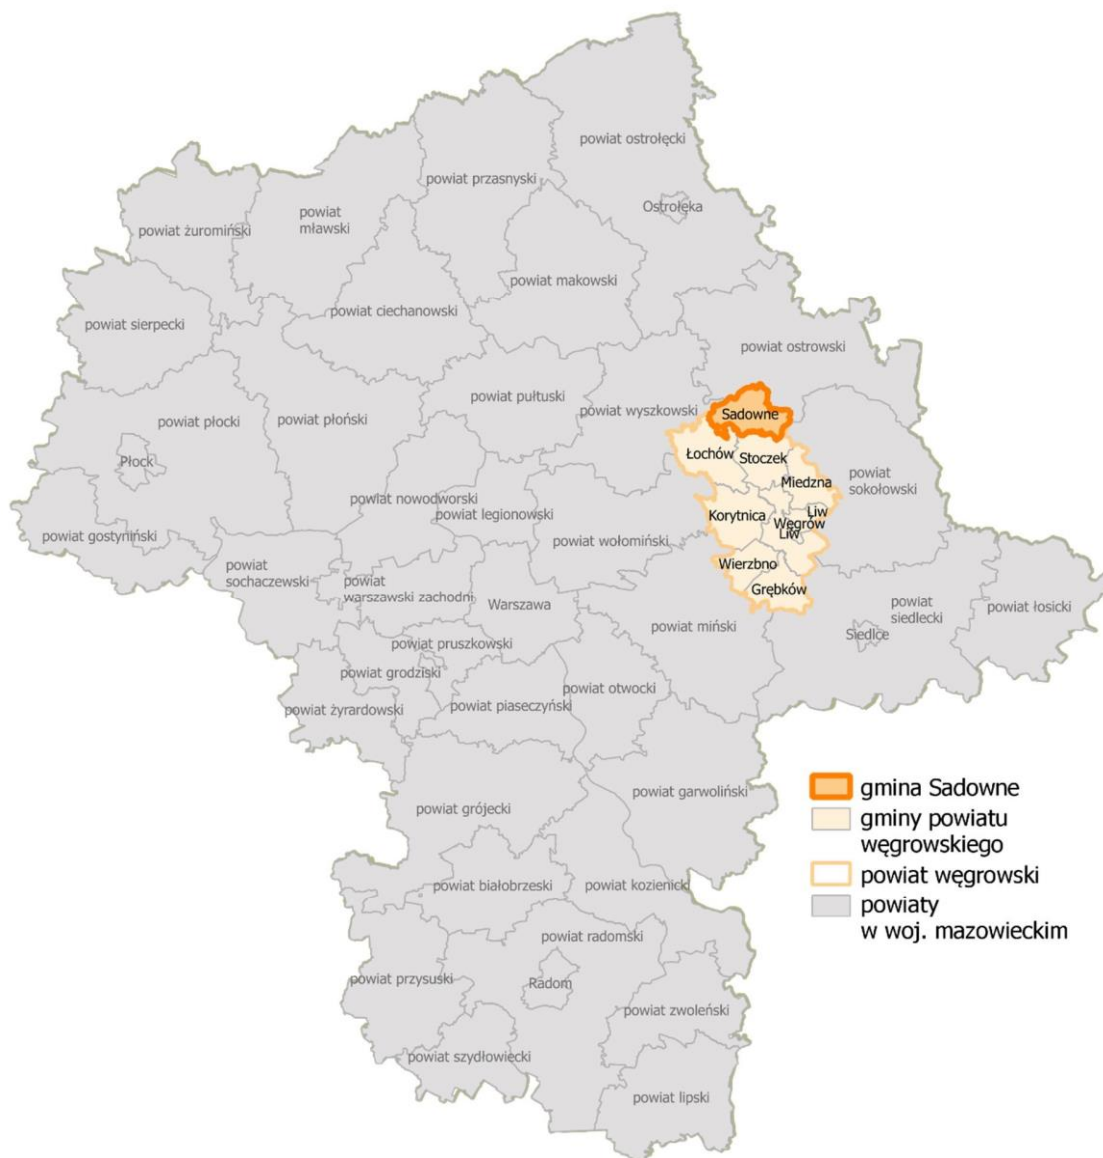 powiat ostrołęcki
powiat przasnyski
Ostrołęka
powiat
mławski
powiat żuromiński
powiat makowski
powiat ciechanowski
powiat sierpecki
powiat ostrowski
powiat pułtuski
powiat wyszkowski
Sadowne
powiat płocki
powiat płoński
Łochów
Stoczek
Płock
Miedzna
powiat
sokołowski
powiat nowodworski
powiat legionowski
Korytnica
Liw
Węgrów
Liw
powiat gostyniński
powiat wołomiński
powiat
sochaczewski
Wierzbno
powiat
warszawski zachodni
Warszawa
Grębków
powiat
siedlecki
powiat łosicki
powiat miński
Siedlce
powiat pruszkowski
powiat grodziski
powiat otwocki
powiat żyrardowski
powiat piaseczyński
powiat garwoliński
powiat grójecki
powiat białobrzeski
powiat kozienicki
powiat radomski
powiat przysuski
Radom
powiat zwoleński
powiat szydłowiecki
powiat lipski
gmina Sadowne
gminy powiatu
węgrowskiego
powiat węgrowski
powiaty
w woj. mazowieckim